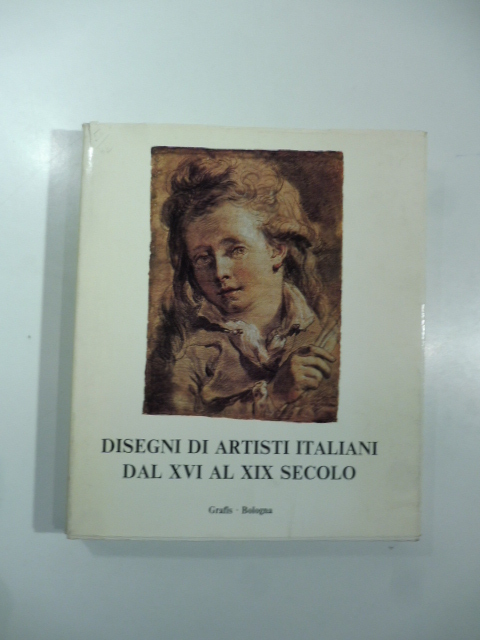 DISEGNI DI ARTISTI ITALIANI
DAL XVI AL XIX SECOLO
Grafis - Bologna